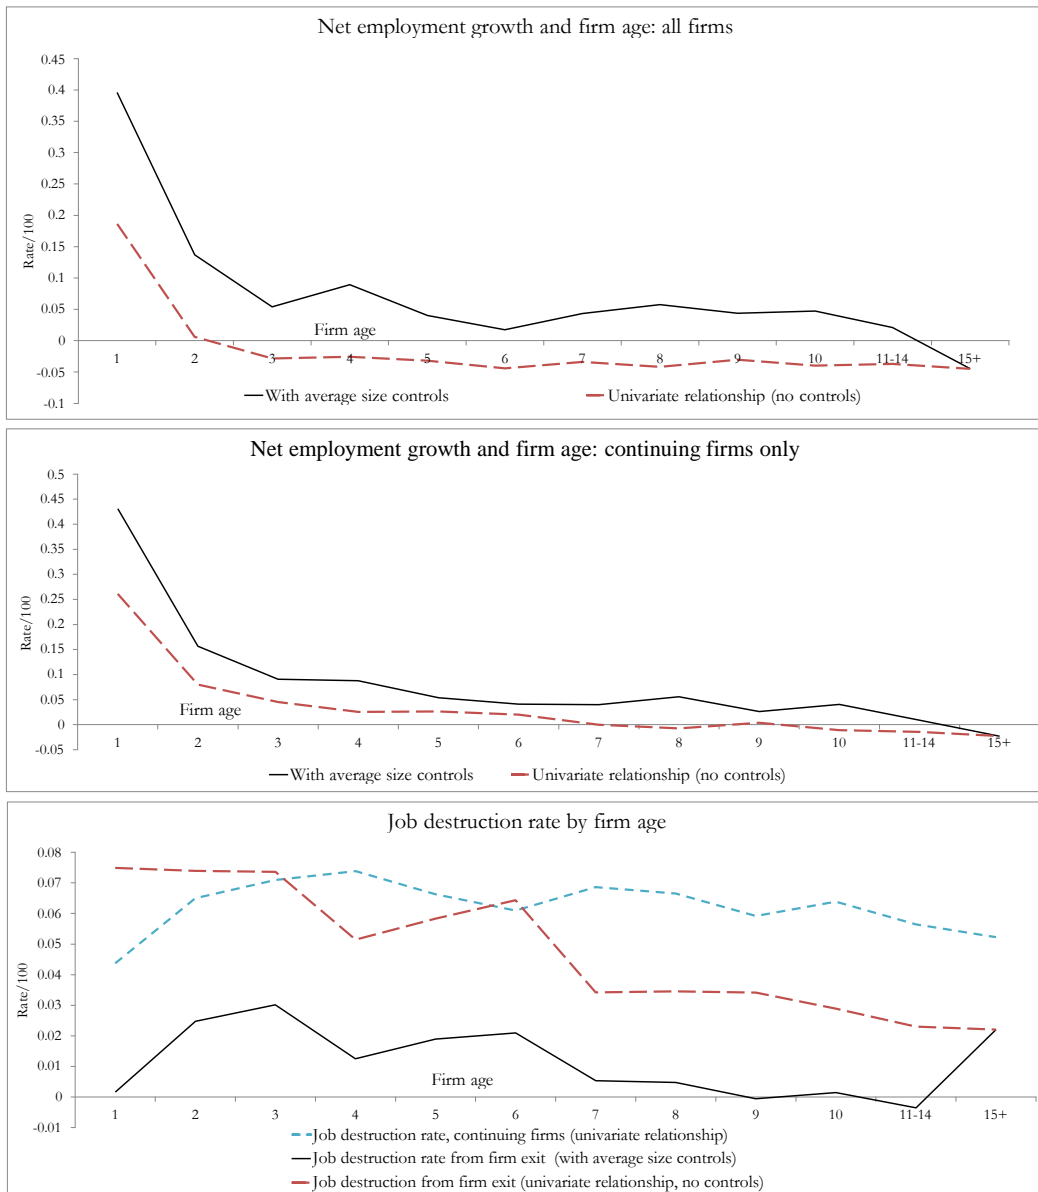 Net employment growth and firm age: all firms
0.45
0.4
0.35
0.3
0.25
0.2
0.15
0.1
0.05
0
-0.05
-0.1
Rate/100
Firm age
1 2 3 4 5 6 7 8 9 10 11-14 15+
With average size controls Univariate relationship (no controls)
Net employment growth and firm age: continuing firms only
0.5
0.45
0.4
0.35
0.3
0.25
0.2
0.15
0.1
0.05
0
-0.05
Rate/100
Firm age
1 2 3 4 5 6 7 8 9 10 11-14 15+
With average size controls Univariate relationship (no controls)
Job destruction rate by firm age
0.08
0.07
0.06
0.05
0.04
0.03
0.02
0.01
0
-0.01
Rate/100
Firm age
1 2 3 4 5 6 7 8 9 10 11-14 15+
Job destruction rate, continuing firms (univariate relationship)
Job destruction rate from firm exit (with average size controls)
Job destruction from firm exit (univariate relationship, no controls)